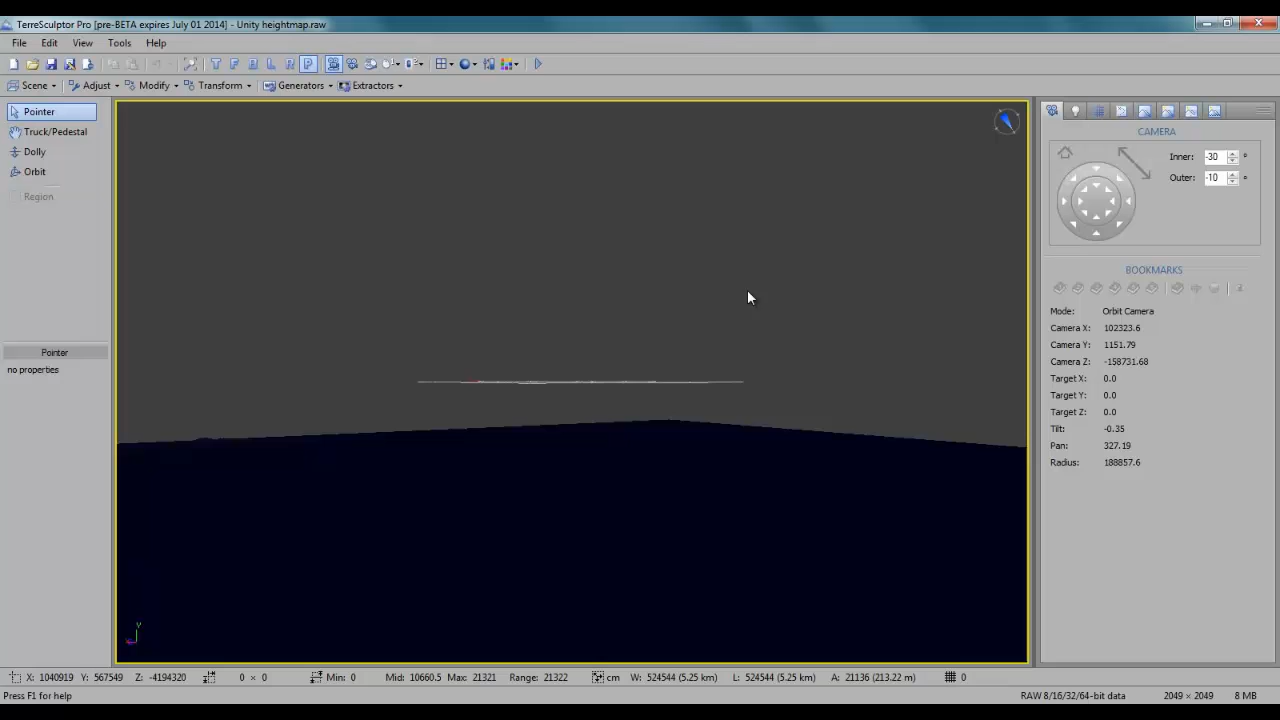 TerreSculptor Pro [pre-BETA expires July 01 2014] - Unity heightmap.raw
File Edit View Tools Help
T F B L R P
Scene Adjust Modify Transform Generators Extractors
Pointer
Truck/Pedestal
Dolly
Orbit
Region
Pointer
no properties
Y
CAMERA
Inner: -30 °
Outer: -10 °
BOOKMARKS
Mode: Orbit Camera
Camera X: 102323.6
Camera Y: 1151.79
Camera Z: -158731.68
Target X: 0.0
Target Y: 0.0
Target Z: 0.0
Tilt: -0.35
Pan: 327.19
Radius: 188857.6
X: 1040919 Y: 567549 Z: -4194320 0 × 0 Min: 0 Mid: 10660.5 Max: 21321 Range: 21322 cm W: 524544 (5.25 km) L: 524544 (5.25 km) A: 21136 (213.22 m) 0
Press F1 for help RAW 8/16/32/64-bit data 2049 × 2049 8 MB